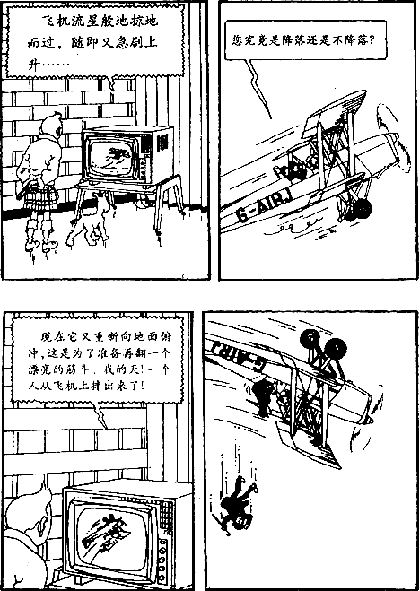 飞机流星般地掠地
而过。随即又急剧上
升……
您究竟是降落还是不降落？
G-AIRJ
现在它又重新向地面俯
冲，这是为了准备再翻一个
漂亮的筋斗，我的天！一个
人从飞机上摔出来了！
G-AIRJ